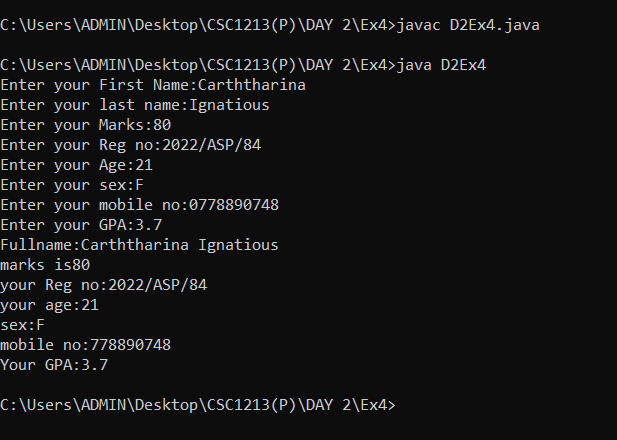 C:\Users\ADMIN\Desktop\CSC1213(P)\DAY 2\Ex4>javac D2Ex4.java
C:\Users\ADMIN\Desktop\CSC1213(P)\DAY 2\Ex4>java D2Ex4
Enter your First Name:Carththarina
Enter your last name:Ignatious
Enter your Marks:80
Enter your Reg no:2022/ASP/84
Enter your Age:21
Enter your sex:F
Enter your mobile no:0778890748
Enter your GPA:3.7
Fullname:Carththarina Ignatious
marks is80
your Reg no:2022/ASP/84
your age:21
sex:F
mobile no:778890748
Your GPA:3.7
C:\Users\ADMIN\Desktop\CSC1213(P)\DAY 2\Ex4>